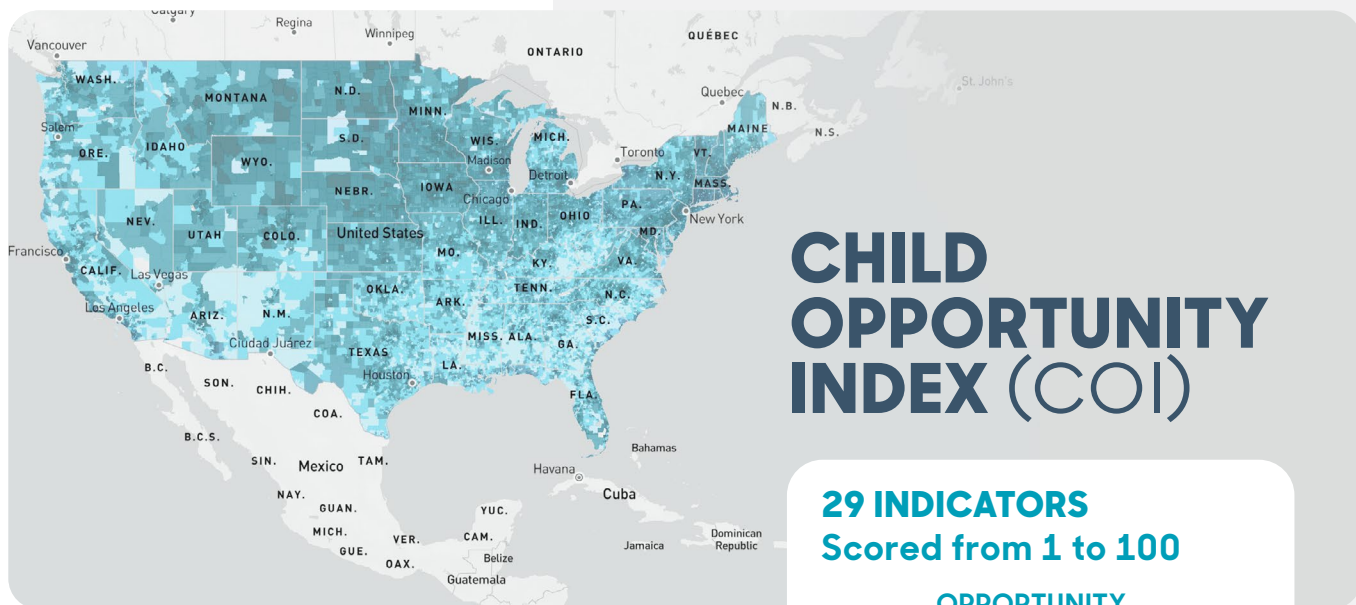 Calgary
Regina
Winnipeg
Vancouver
ONTARIO
QUÉBEC
St. John's
WASH.
MONTANA
N.D.
MINN.
Quebec
N.B.
MAINE
N.S.
Salem
ORE.
IDAHO
WYO.
S.D.
WIS.
MICH.
Madison
Toronto
VT.
Detroit
N.Y.
MASS.
NEBR.
IOWA
Chicago
PA.
New York
NEV.
UTAH
COLO.
United States
ILL.
IND.
OHIO
MD.
Francisco
CALIF.
Las Vegas
MO.
KY.
VA.
Los Angeles
ARIZ.
N.M.
OKLA.
ARK.
TENN.
N.C.
S.C.
Ciudad Juárez
TEXAS
MISS.
ALA.
GA.
LA.
Houston
B.C.
SON.
CHIH.
COA.
FLA.
B.C.S.
SIN.
Mexico
TAM.
Bahamas
Havana
Cuba
NAY.
GUAN.
YUC.
MICH.
VER.
CAM.
Jamaica
Dominican
Republic
GUE.
OAX.
Belize
Guatemala
CHILD
OPPORTUNITY
INDEX (COI)
29 INDICATORS
Scored from 1 to 100
OPPORTUNITY